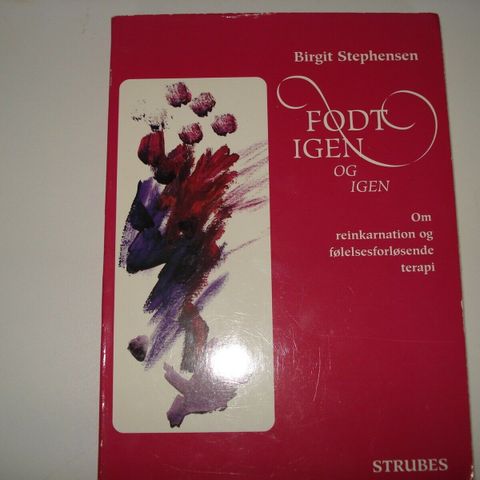 Birgit Stephensen
FØDT
IGEN
OG
IGEN
Om
reinkarnation og
følelsesforløsende
terapi
STRUBES